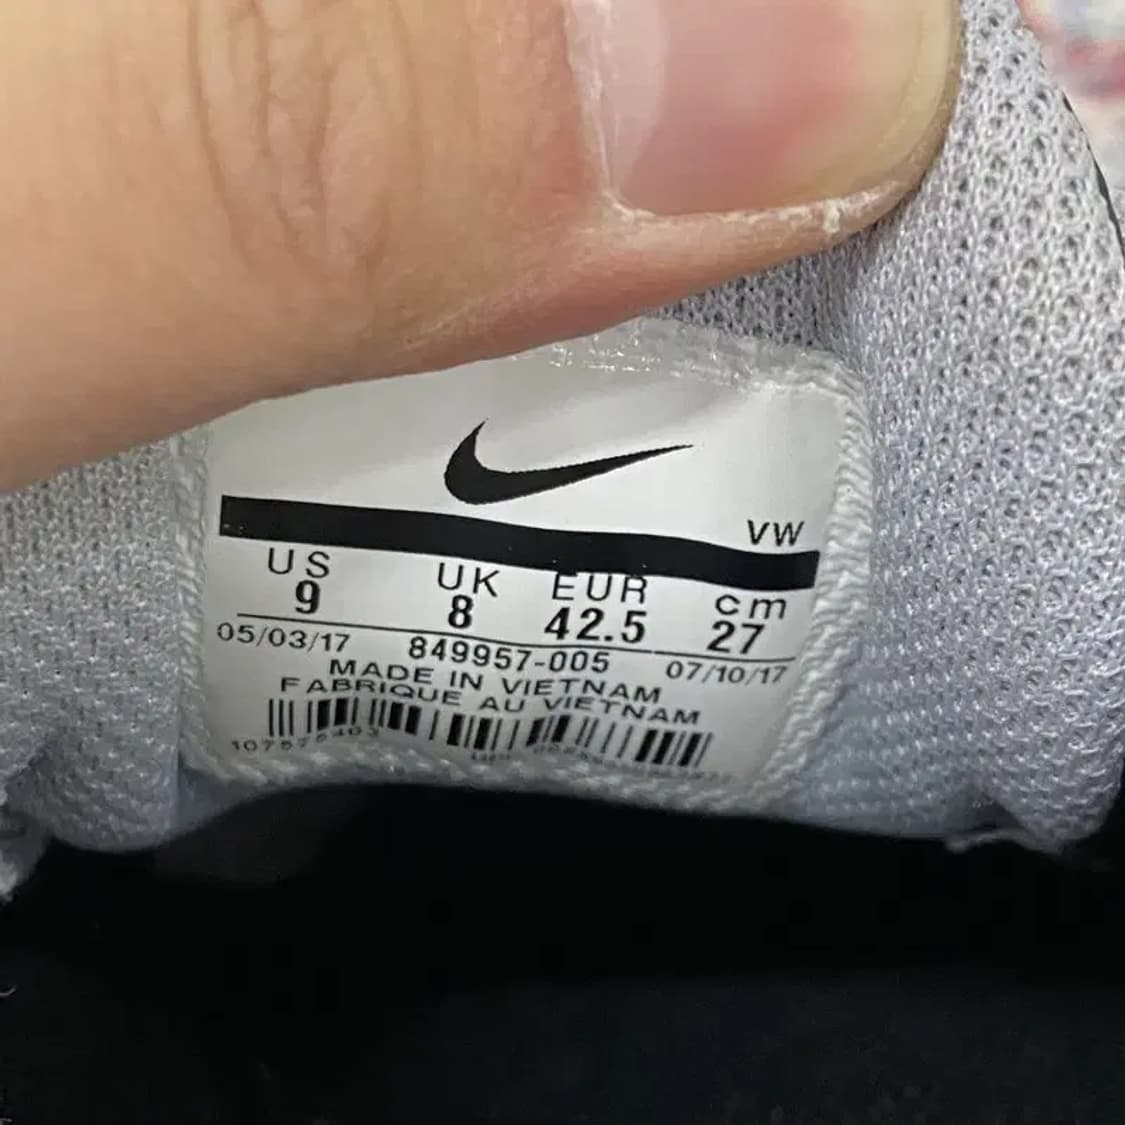 VW
US UK EUR cm
9 8 42.5 27
05/03/17 849957-005 07/10/17
MADE IN VIETNAM
FABRIQUE AU VIETNAM